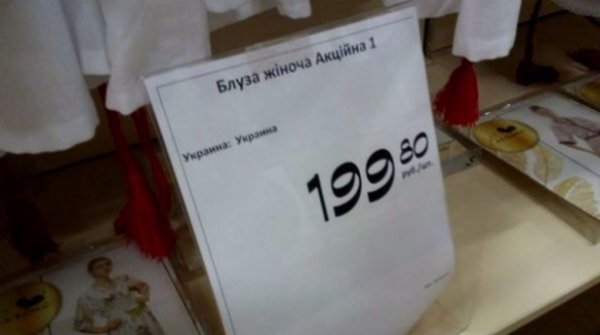 Блуза жіноча Акційна 1
Украина: Украина
199 80
руб./шт.